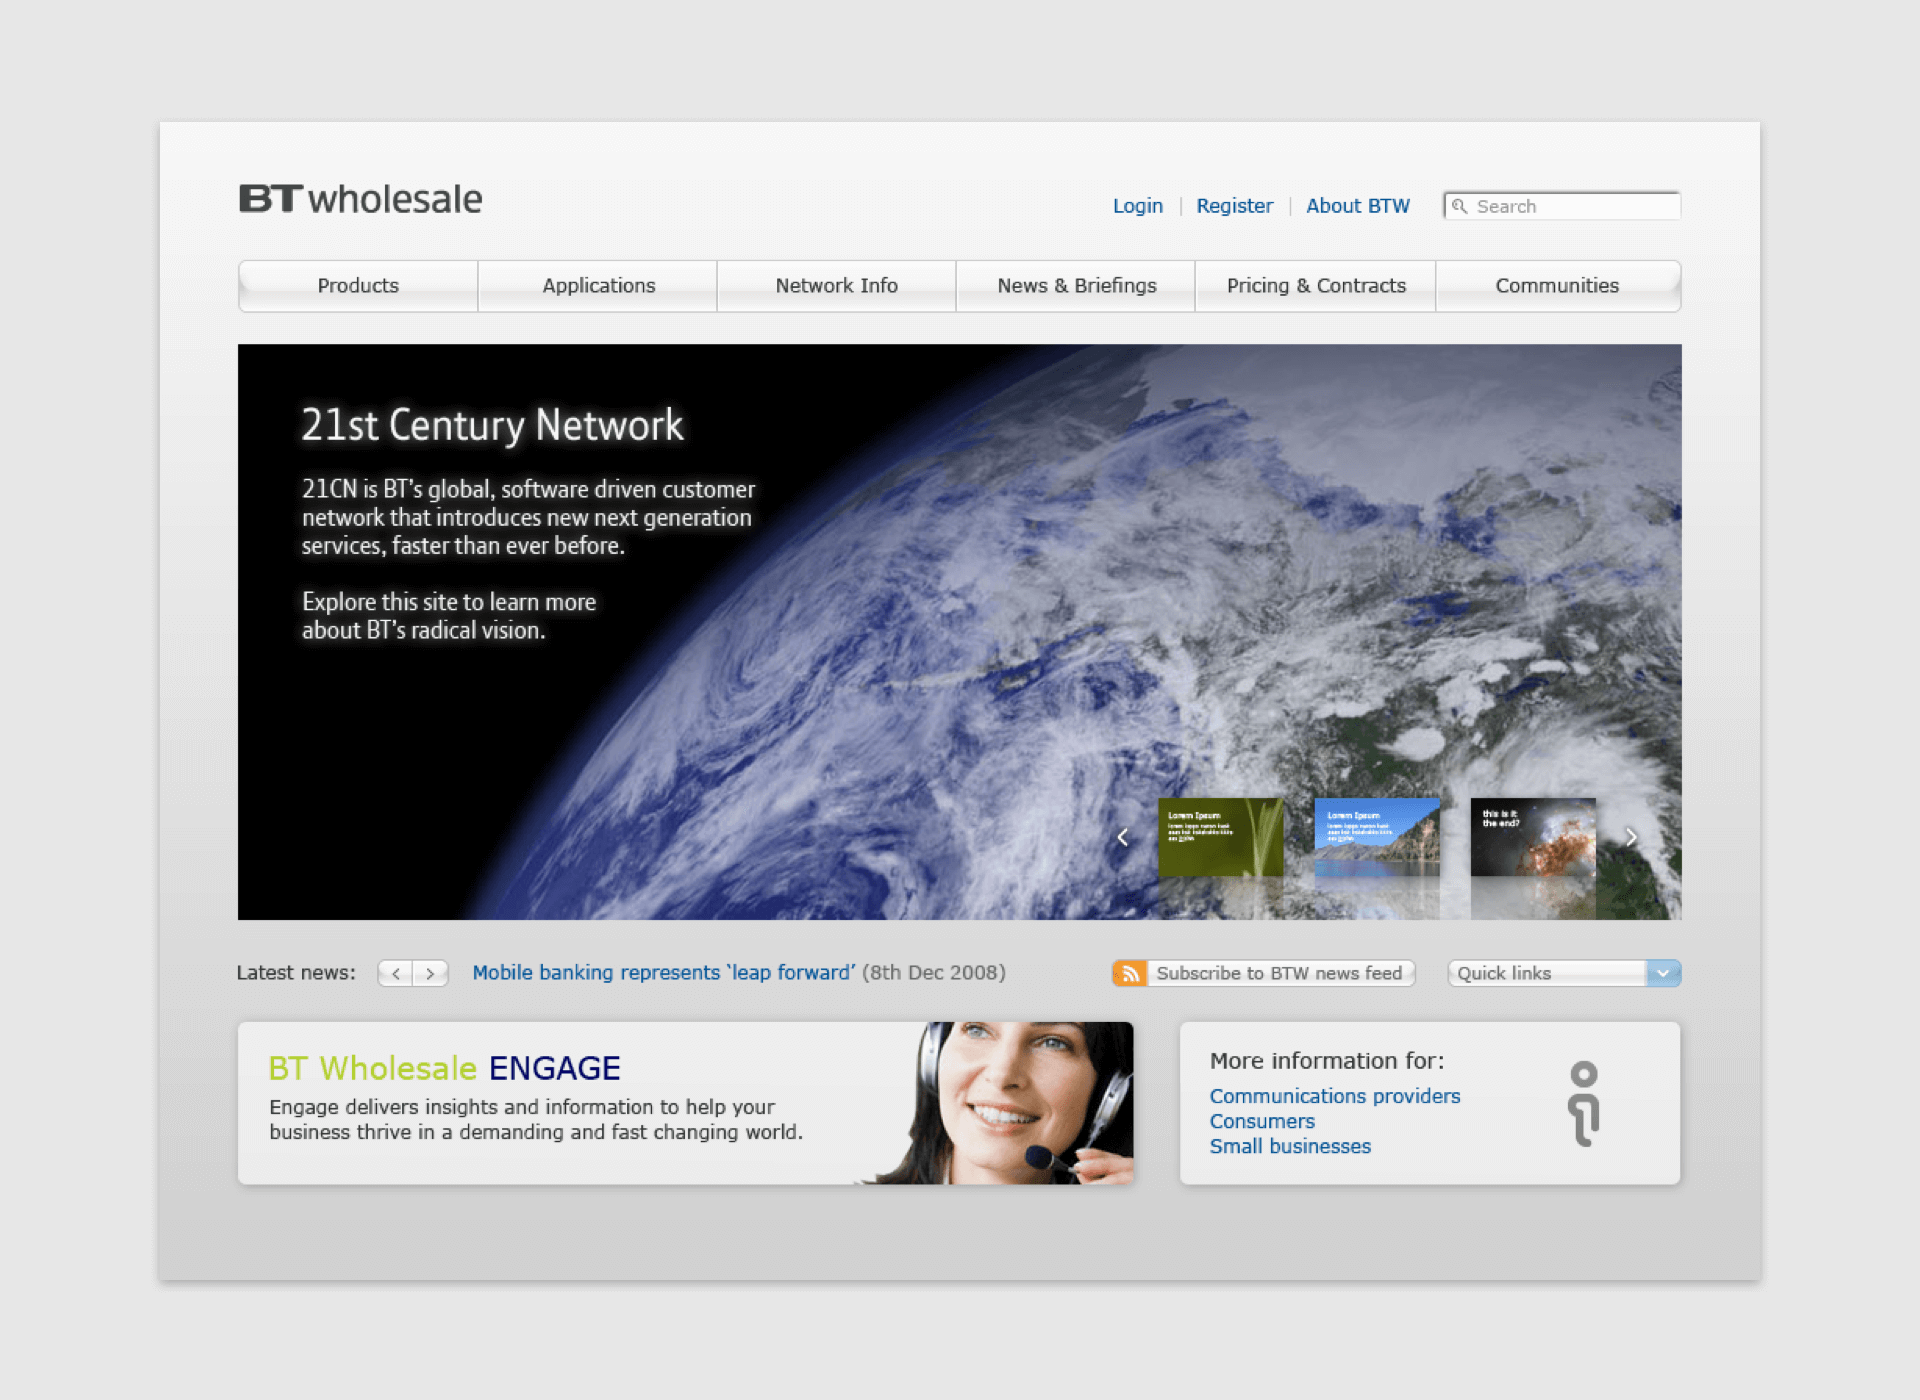 BT wholesale
Login | Register | About BTW
Search
Products
Applications
Network Info
News & Briefings
Pricing & Contracts
Communities
21st Century Network
21CN is BT’s global, software driven customer
network that introduces new next generation
services, faster than ever before.
Explore this site to learn more
about BT’s radical vision.
Lorem Ipsum
Lorem Ipsum
this is it
the end?
Latest news:
Mobile banking represents ‘leap forward’ (8th Dec 2008)
Subscribe to BTW news feed
Quick links
BT Wholesale ENGAGE
Engage delivers insights and information to help your
business thrive in a demanding and fast changing world.
More information for:
Communications providers
Consumers
Small businesses